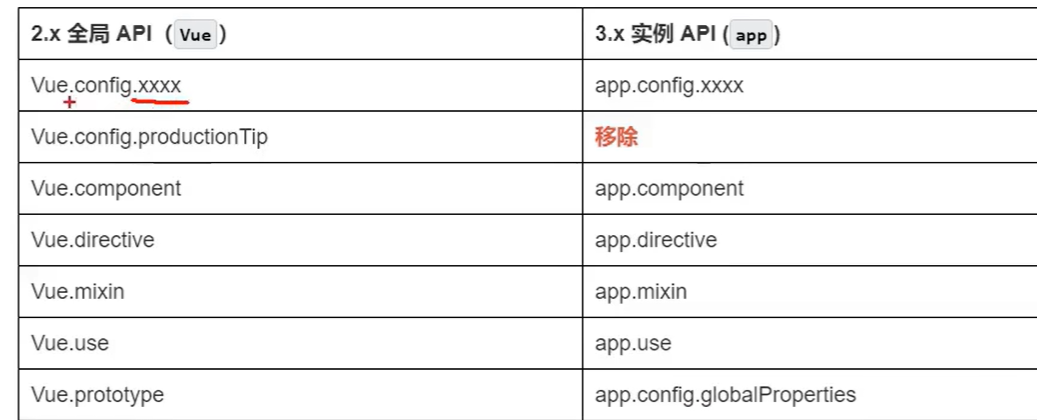 2.x 全局 API（Vue）
3.x 实例 API (app)
Vue.config.xxxx
app.config.xxxx
Vue.config.productionTip
移除
Vue.component
app.component
Vue.directive
app.directive
Vue.mixin
app.mixin
Vue.use
app.use
Vue.prototype
app.config.globalProperties